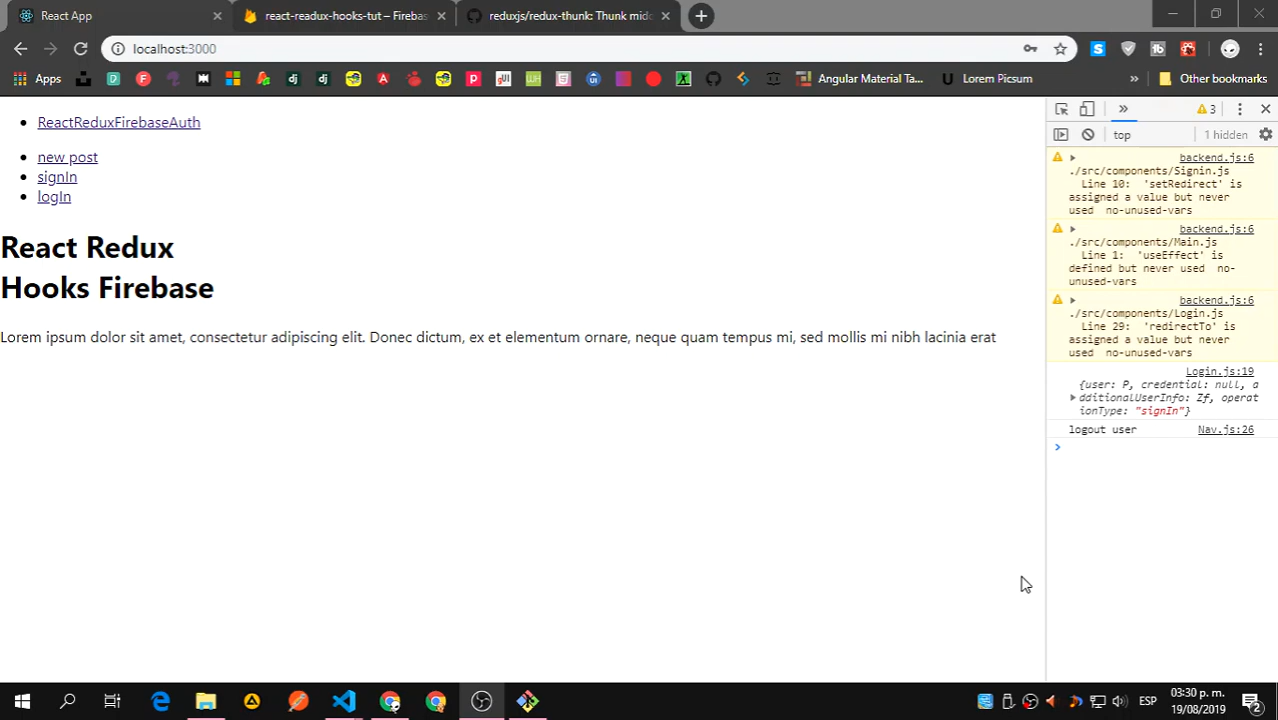 React App
react-readux-hooks-tut – Firebas
reduxjs/redux-thunk: Thunk midd
localhost:3000
Apps
Angular Material Ta...
Lorem Picsum
»
Other bookmarks
ReactReduxFirebaseAuth
new post
signIn
logIn
React Redux
Hooks Firebase
Lorem ipsum dolor sit amet, consectetur adipiscing elit. Donec dictum, ex et elementum ornare, neque quam tempus mi, sed mollis mi nibh lacinia erat
» 3
top 1 hidden
backend.js:6
./src/components/Signin.js
Line 10: 'setRedirect' is
assigned a value but never
used no-unused-vars
backend.js:6
./src/components/Main.js
Line 1: 'useEffect' is
defined but never used no-
unused-vars
backend.js:6
./src/components/Login.js
Line 29: 'redirectTo' is
assigned a value but never
used no-unused-vars
Login.js:19
{user: P, credential: null, a
dditionalUserInfo: Zf, operat
ionType: "signIn"}
logout user Nav.js:26
ESP
03:30 p. m.
19/08/2019
2